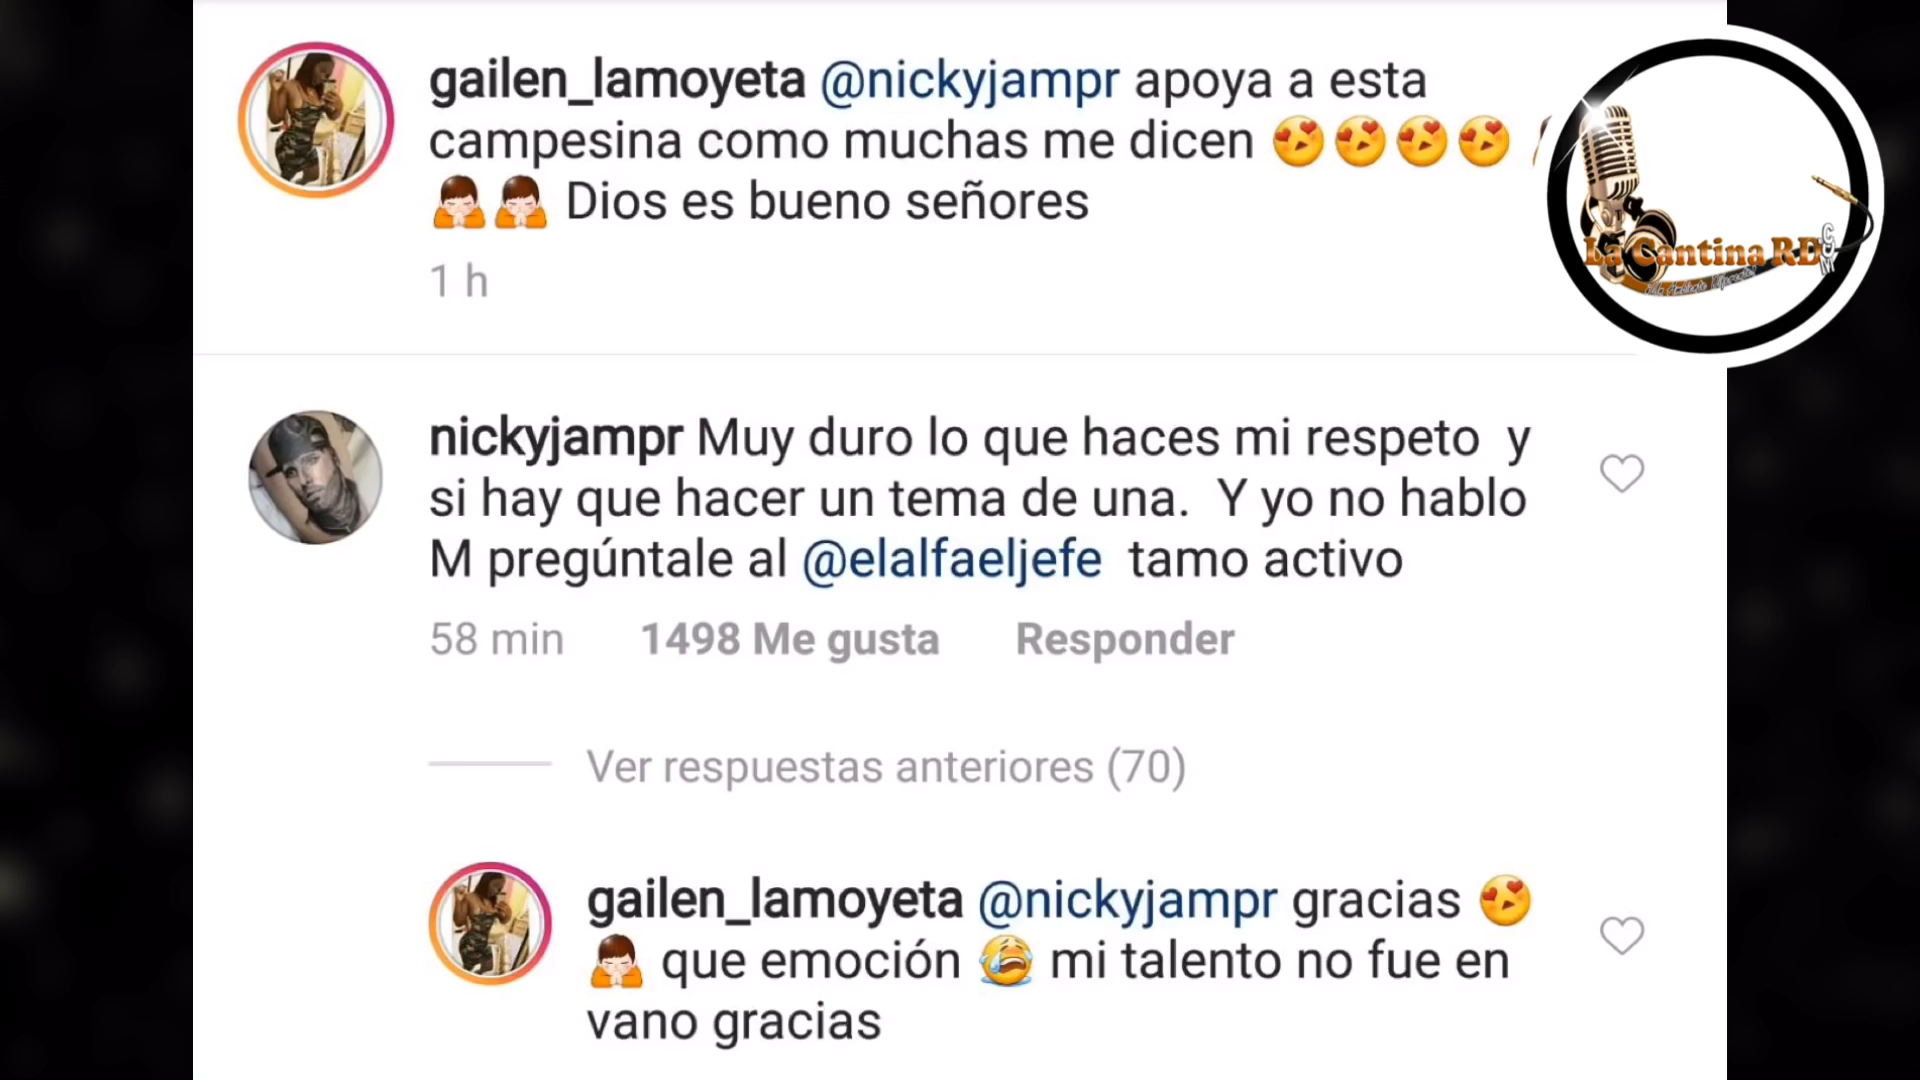 gailen_lamoyeta @nickyjampr apoya a esta
campesina como muchas me dicen 😍😍😍😍
🙏🙏 Dios es bueno señores
1 h
La Cantina RD
.COM
nickyjampr Muy duro lo que haces mi respeto y
si hay que hacer un tema de una. Y yo no hablo
M pregúntale al @elalfaeljefe tamo activo
58 min 1498 Me gusta Responder
Ver respuestas anteriores (70)
gailen_lamoyeta @nickyjampr gracias 😍
🙏 que emoción 😭 mi talento no fue en
vano gracias